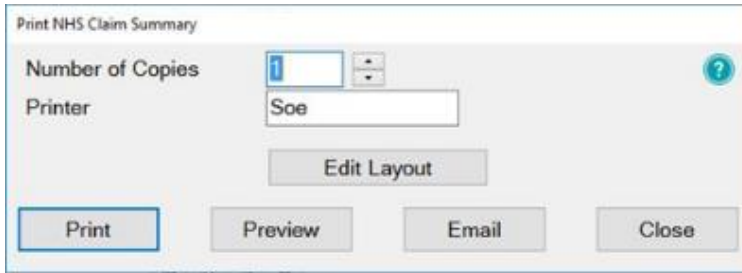 Print NHS Claim Summary
Number of Copies 1
?
Printer Soe
Edit Layout
Print Preview Email Close